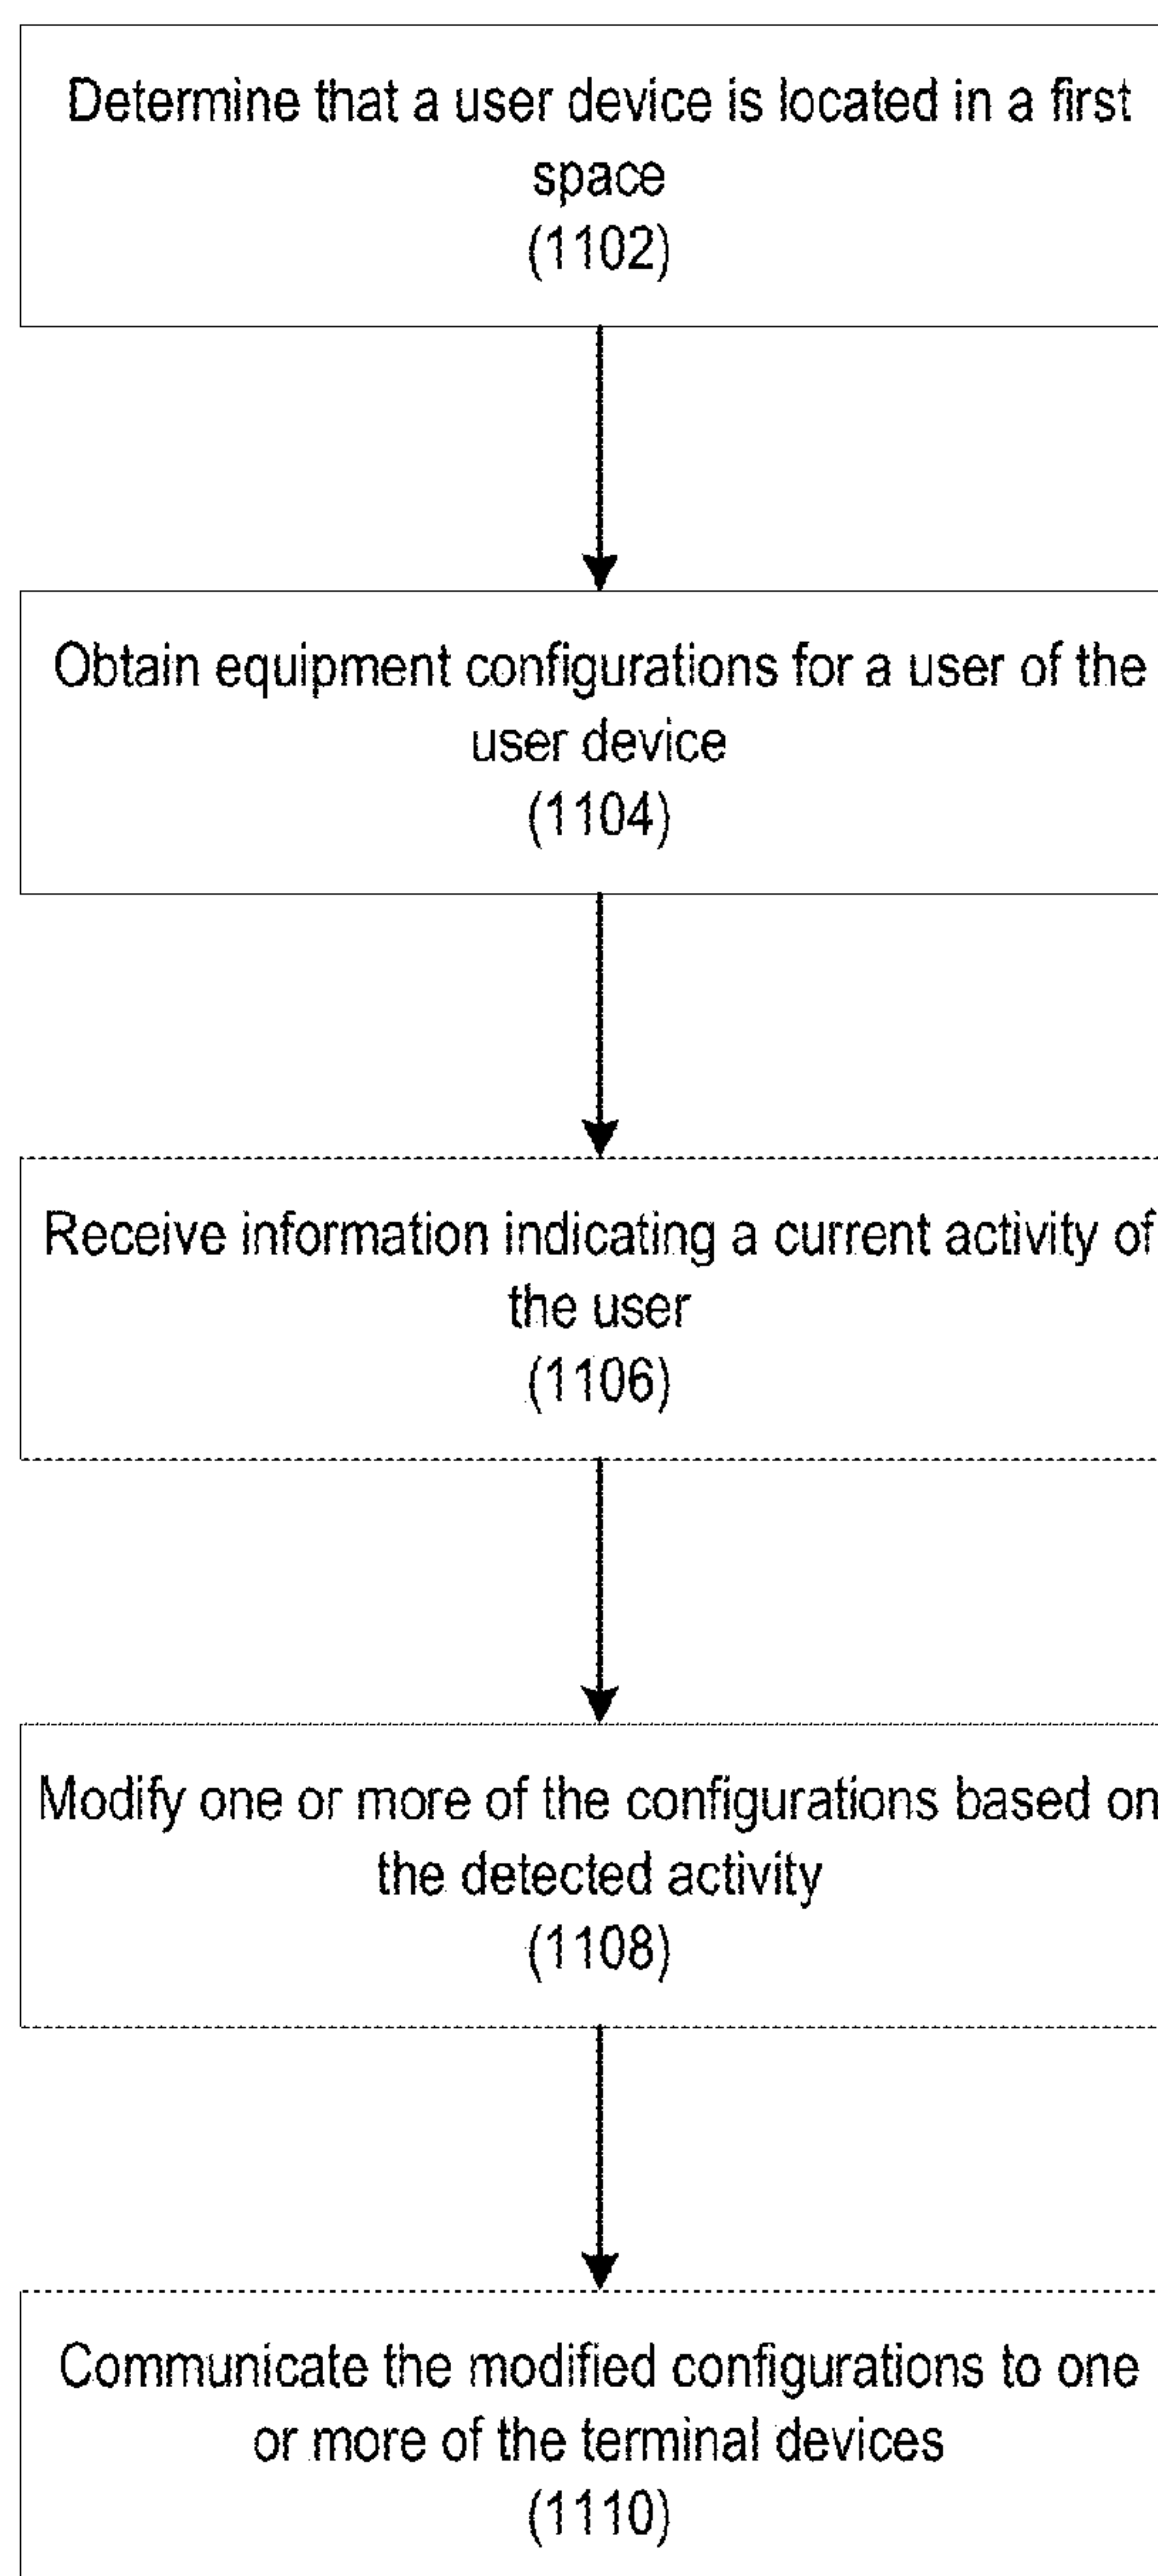 Determine that a user device is located in a first
space
(1102)
Obtain equipment configurations for a user of the
user device
(1104)
Receive information indicating a current activity of
the user
(1106)
Modify one or more of the configurations based on
the detected activity
(1108)
Communicate the modified configurations to one
or more of the terminal devices
(1110)